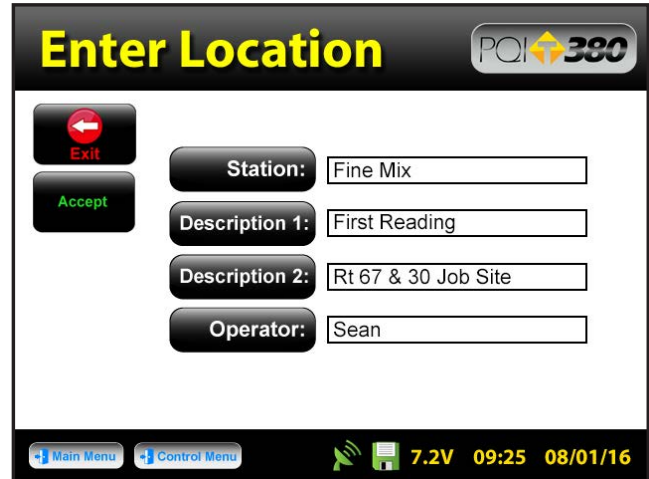 Enter Location
PQI 380
Exit
Accept
Station: Fine Mix
Description 1: First Reading
Description 2: Rt 67 & 30 Job Site
Operator: Sean
Main Menu Control Menu 7.2V 09:25 08/01/16